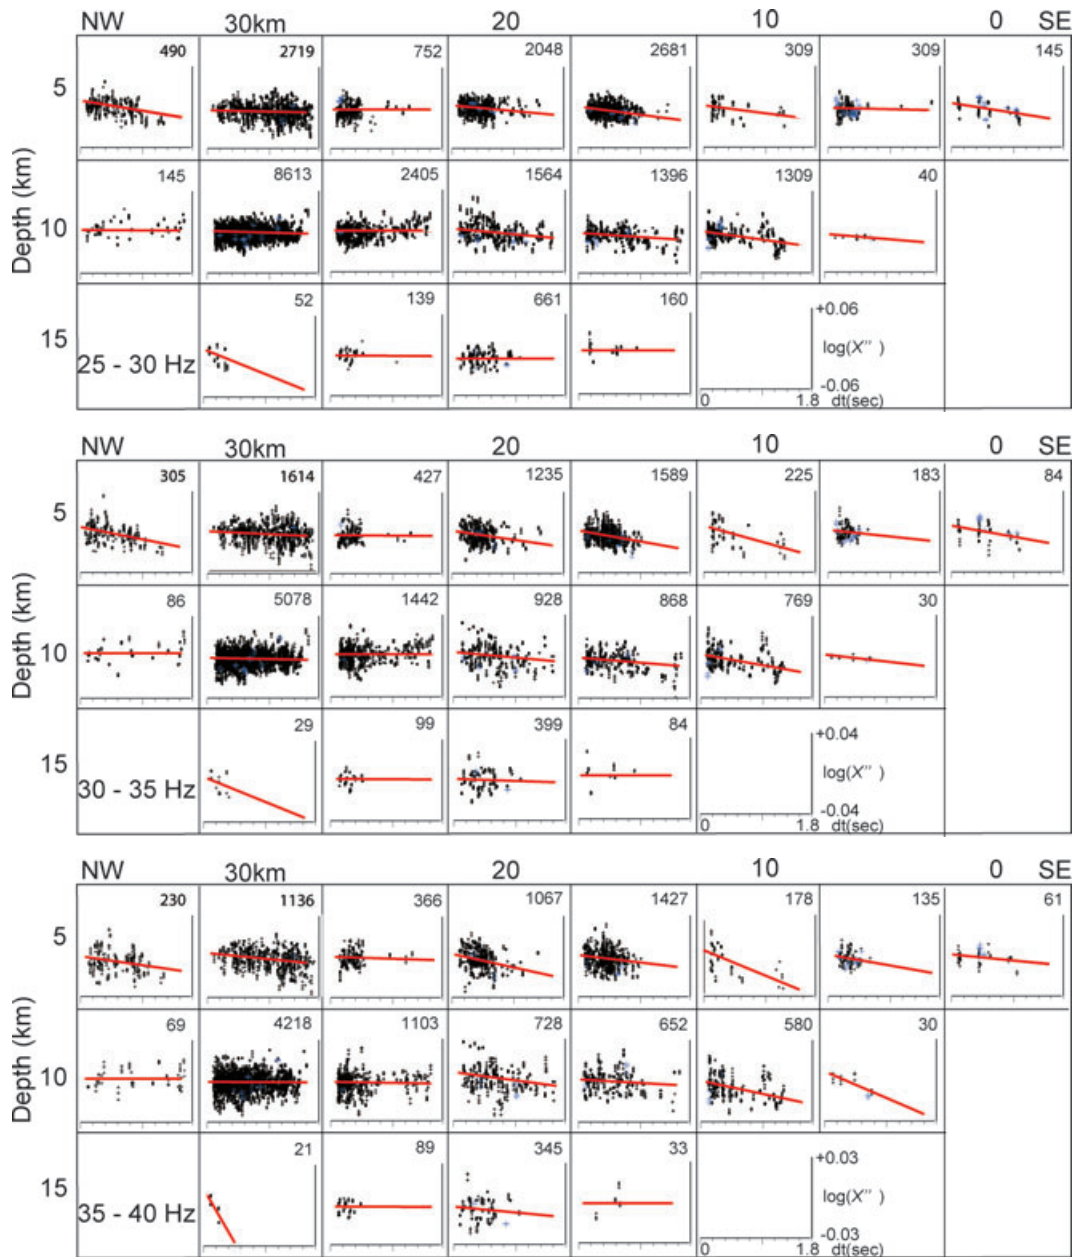 NW 30km 20 10 0 SE
490 2719 752 2048 2681 309 309 145
5
145 8613 2405 1564 1396 1309 40
10
Depth (km)
52 139 661 160
15
+0.06
log(X'' )
-0.06
25 - 30 Hz
0 1.8 dt(sec)
NW 30km 20 10 0 SE
305 1614 427 1235 1589 225 183 84
5
86 5078 1442 928 868 769 30
10
Depth (km)
29 99 399 84
15
+0.04
log(X'' )
-0.04
30 - 35 Hz
0 1.8 dt(sec)
NW 30km 20 10 0 SE
230 1136 366 1067 1427 178 135 61
5
69 4218 1103 728 652 580 30
10
Depth (km)
21 89 345 33
15
+0.03
log(X'' )
-0.03
35 - 40 Hz
0 1.8 dt(sec)